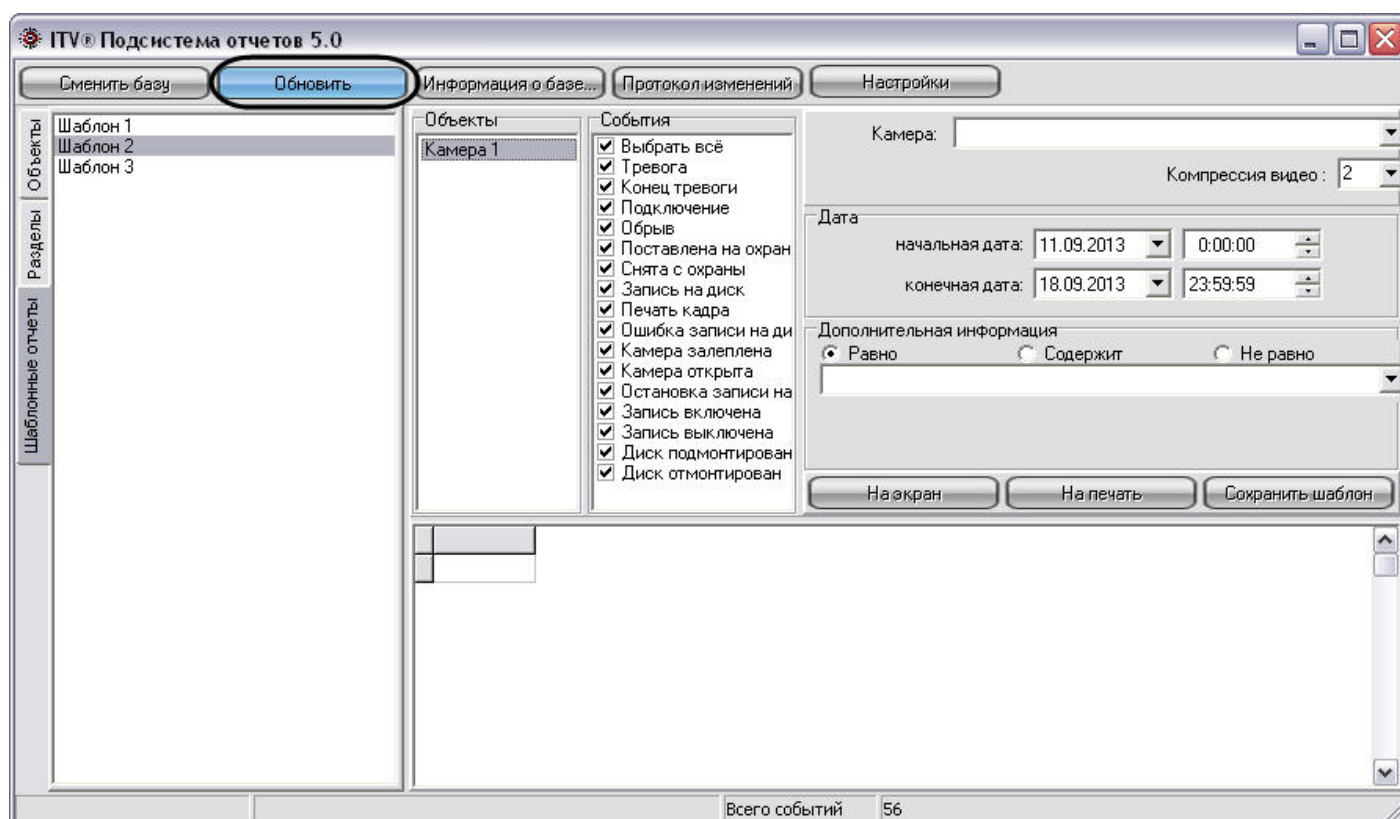 ITV® Подсистема отчетов 5.0
Сменить базу Обновить Информация о базе... Протокол изменений Настройки
Объекты
Разделы
Шаблонные отчеты
Шаблон 1
Шаблон 2
Шаблон 3
Объекты
Камера 1
События
Выбрать всё
Тревога
Конец тревоги
Подключение
Обрыв
Поставлена на охран
Снята с охраны
Запись на диск
Печать кадра
Ошибка записи на ди
Камера залеплена
Камера открыта
Остановка записи на
Запись включена
Запись выключена
Диск подмонтирован
Диск отмонтирован
Камера:
Компрессия видео : 2
Дата
начальная дата: 11.09.2013 0:00:00
конечная дата: 18.09.2013 23:59:59
Дополнительная информация
Равно Содержит Не равно
На экран На печать Сохранить шаблон
Всего событий 56